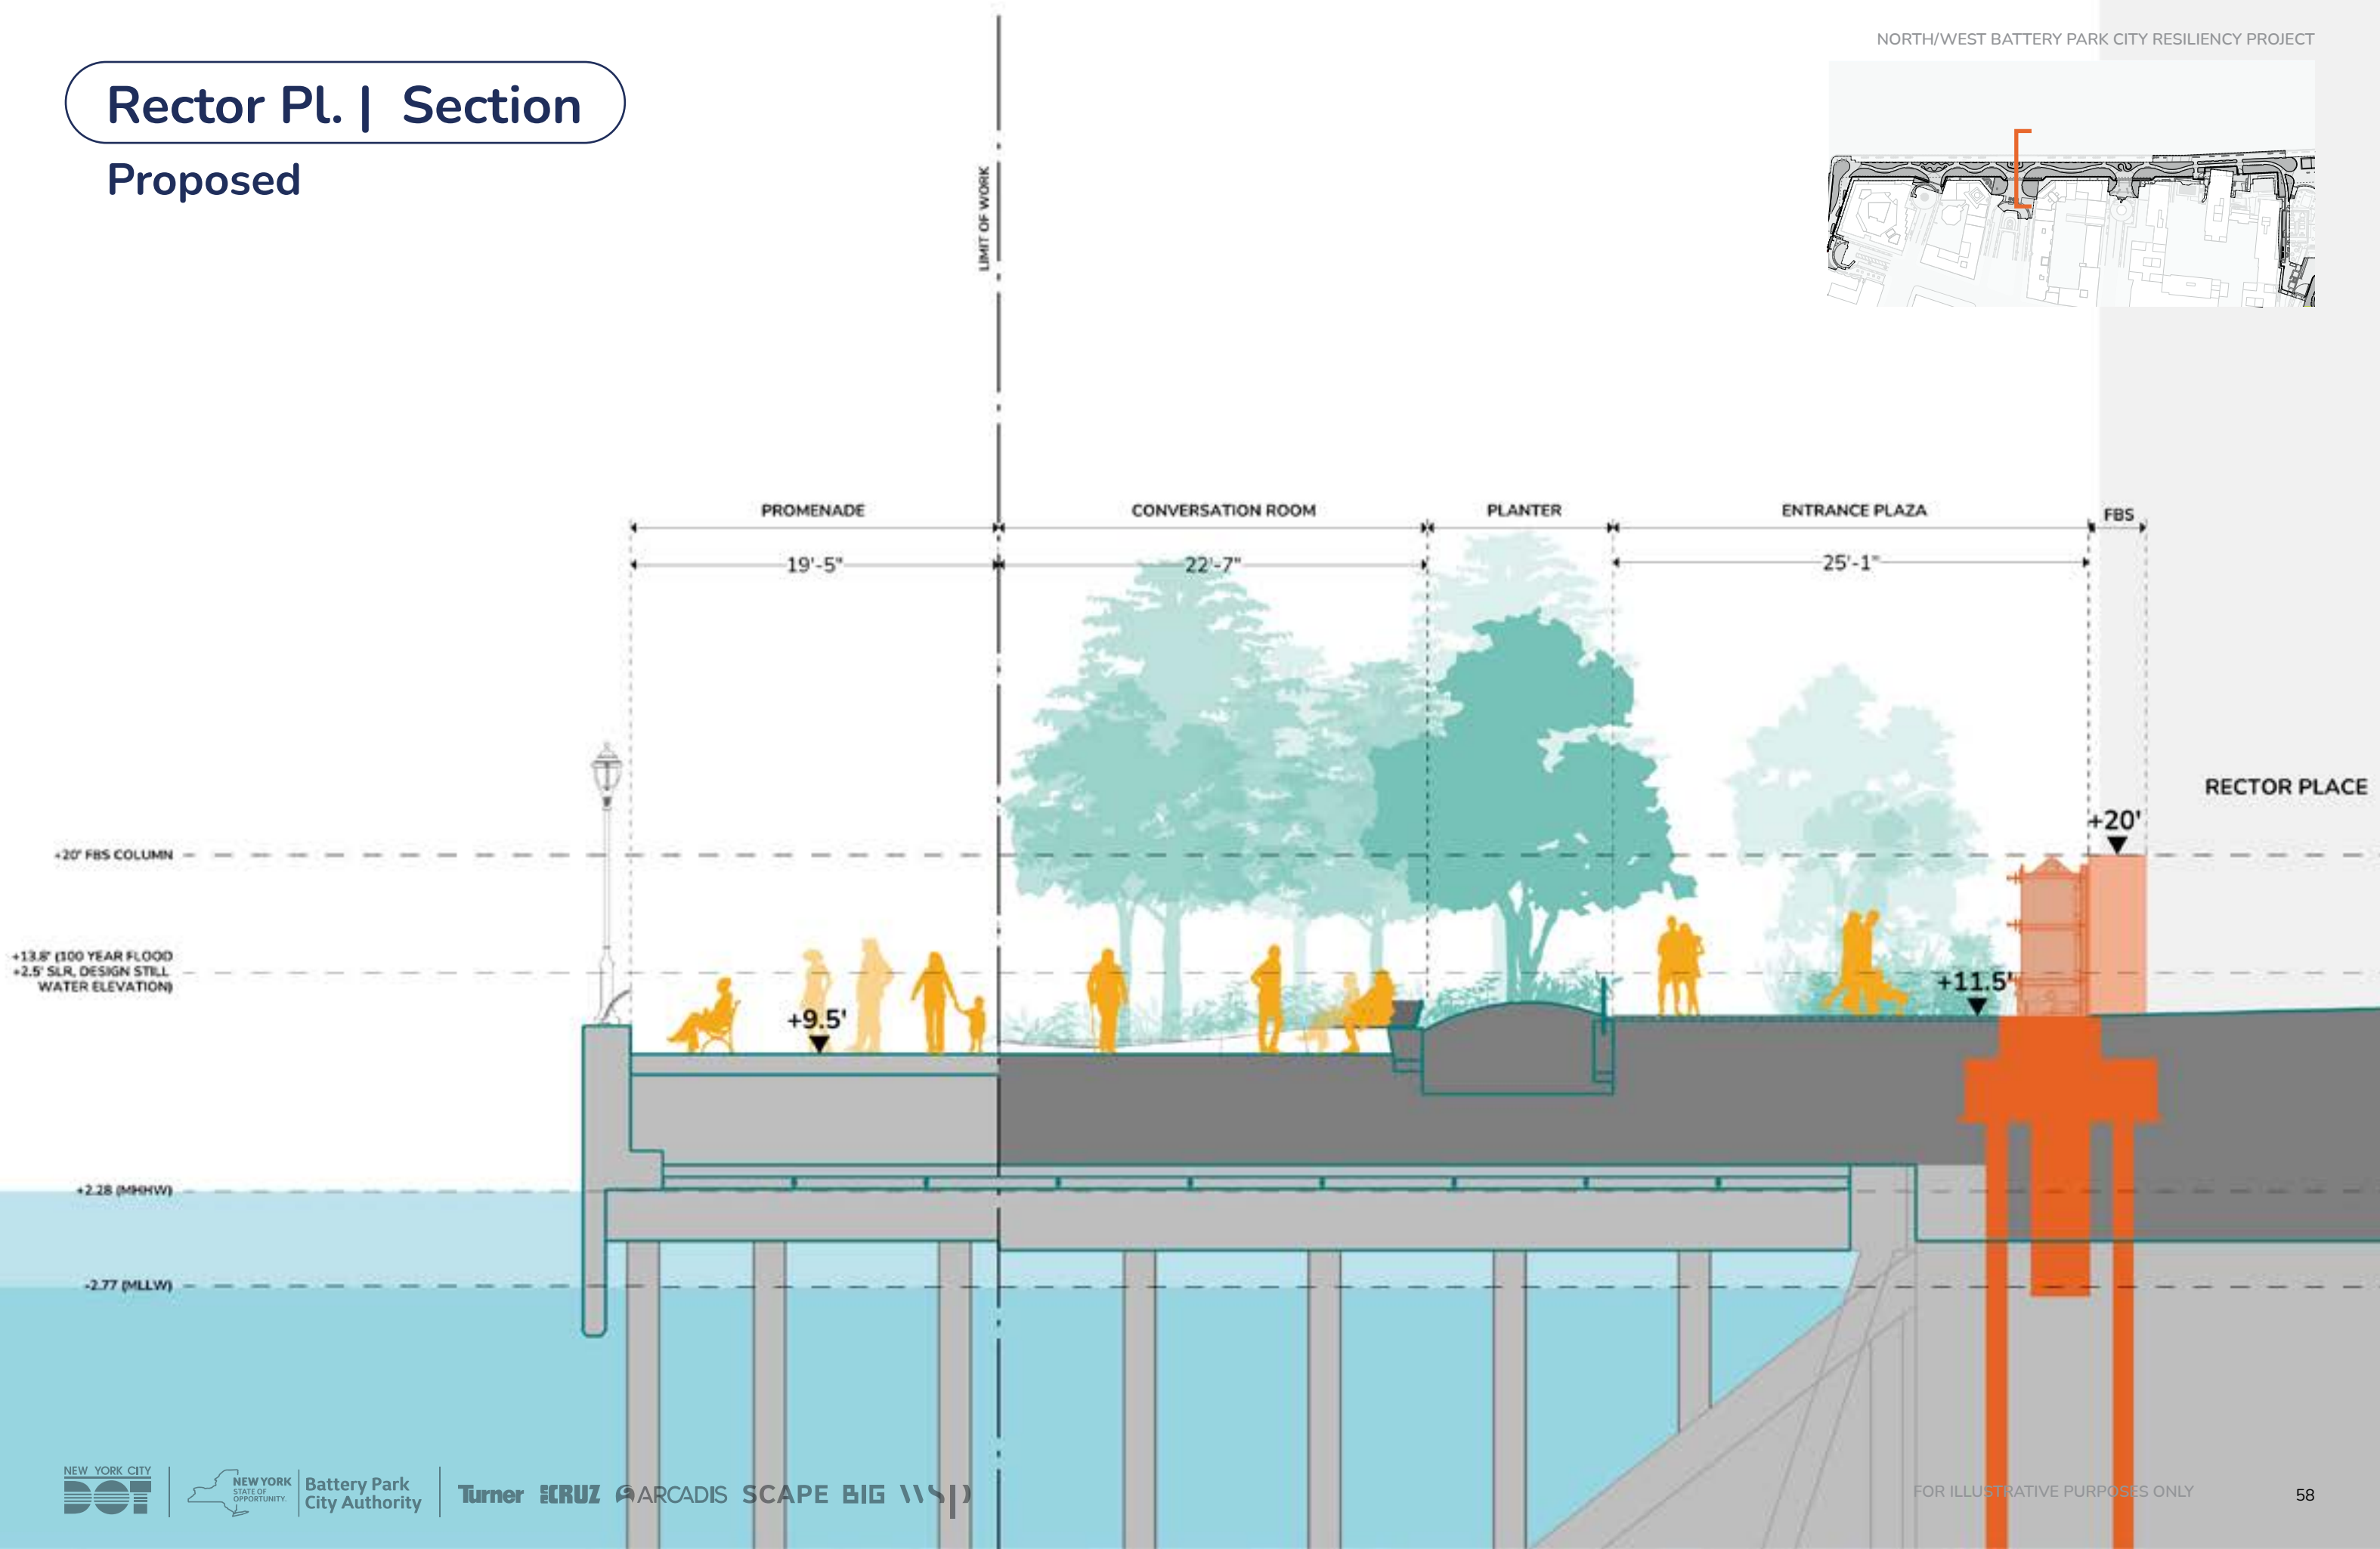 NORTH/WEST BATTERY PARK CITY RESILIENCY PROJECT
Rector Pl. | Section
Proposed
LIMIT OF WORK
PROMENADE
CONVERSATION ROOM
PLANTER
ENTRANCE PLAZA
FBS
19'-5"
22'-7"
25'-1"
RECTOR PLACE
+20'
+20' FBS COLUMN
+13.8' (100 YEAR FLOOD
+2.5' SLR, DESIGN STILL
WATER ELEVATION)
+11.5'
+9.5'
+2.28 (MHHW)
-2.77 (MLLW)
NEW YORK CITY
DOT
NEW YORK
STATE OF
OPPORTUNITY.
Battery Park
City Authority
Turner
CRUZ
ARCADIS
SCAPE
BIG
WSP
FOR ILLUSTRATIVE PURPOSES ONLY
58